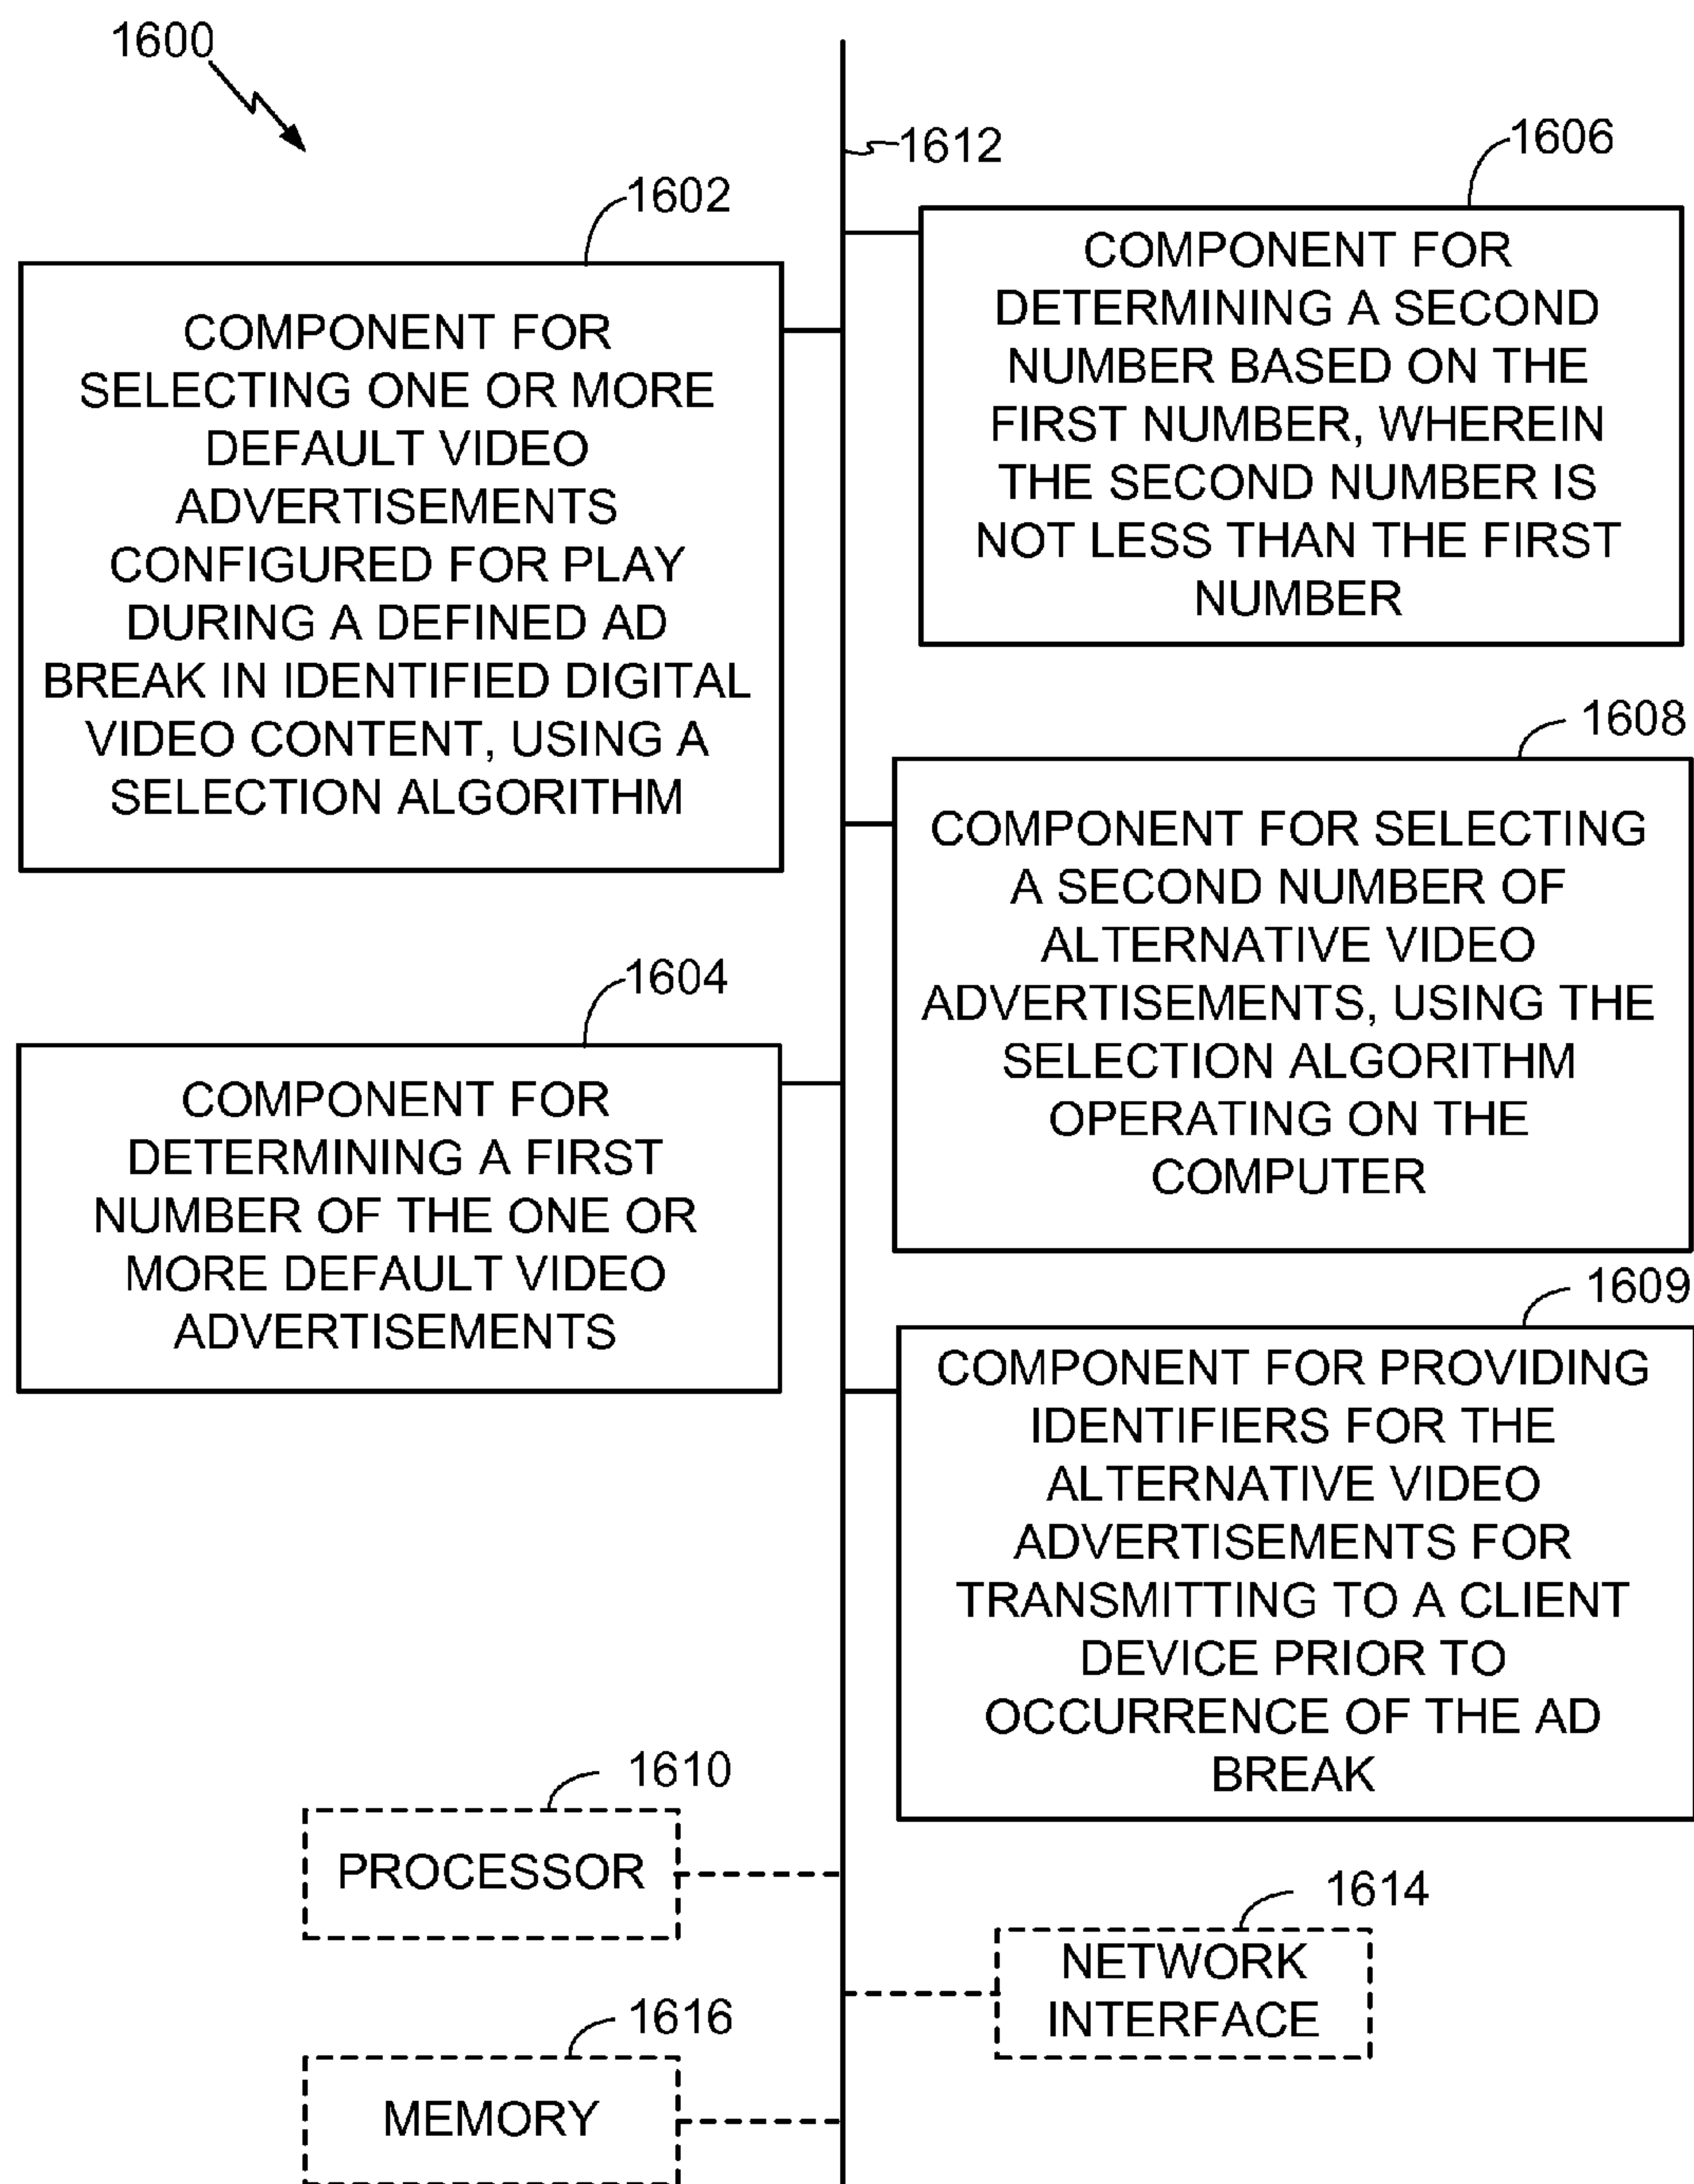 1600
1612
1602
COMPONENT FOR
SELECTING ONE OR MORE
DEFAULT VIDEO
ADVERTISEMENTS
CONFIGURED FOR PLAY
DURING A DEFINED AD
BREAK IN IDENTIFIED DIGITAL
VIDEO CONTENT, USING A
SELECTION ALGORITHM
1604
COMPONENT FOR
DETERMINING A FIRST
NUMBER OF THE ONE OR
MORE DEFAULT VIDEO
ADVERTISEMENTS
1606
COMPONENT FOR
DETERMINING A SECOND
NUMBER BASED ON THE
FIRST NUMBER, WHEREIN
THE SECOND NUMBER IS
NOT LESS THAN THE FIRST
NUMBER
1608
COMPONENT FOR SELECTING
A SECOND NUMBER OF
ALTERNATIVE VIDEO
ADVERTISEMENTS, USING THE
SELECTION ALGORITHM
OPERATING ON THE
COMPUTER
1609
COMPONENT FOR PROVIDING
IDENTIFIERS FOR THE
ALTERNATIVE VIDEO
ADVERTISEMENTS FOR
TRANSMITTING TO A CLIENT
DEVICE PRIOR TO
OCCURRENCE OF THE AD
BREAK
1610
PROCESSOR
1614
NETWORK
INTERFACE
1616
MEMORY